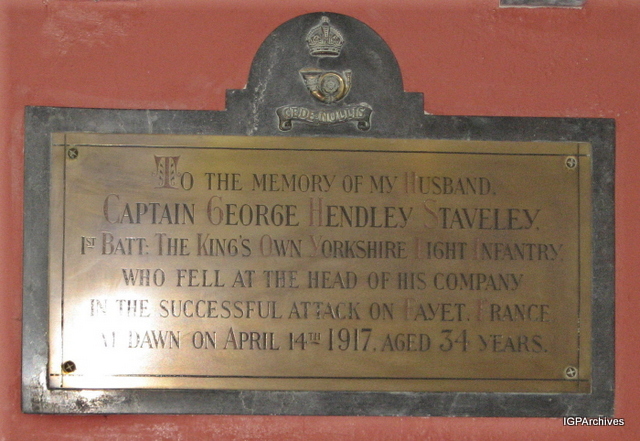 CEDE NULLIS
TO THE MEMORY OF MY HUSBAND.
CAPTAIN GEORGE HENDLEY STAVELEY.
1ST BATT: THE KING'S OWN YORKSHIRE LIGHT INFANTRY,
WHO FELL AT THE HEAD OF HIS COMPANY
IN THE SUCCESSFUL ATTACK ON FAYET, FRANCE,
AT DAWN ON APRIL 14TH 1917. AGED 34 YEARS.
IGPArchives